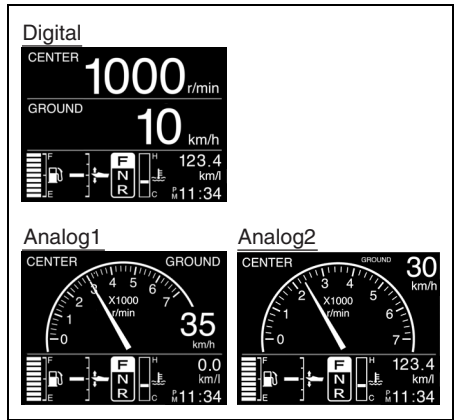 Digital
CENTER
1000 r/min
GROUND
10 km/h
F
E
F
N
R
H
C
123.4
km/l
PM 11:34
Analog1
CENTER GROUND
0 1 2 3 4 5 6 7
X1000
r/min
35
km/h
F
E
F
N
R
H
C
0.0
km/l
PM 11:34
Analog2
CENTER GROUND 30
km/h
0 1 2 3 4 5 6 7
X1000
r/min
F
E
F
N
R
H
C
123.4
km/l
PM 11:34